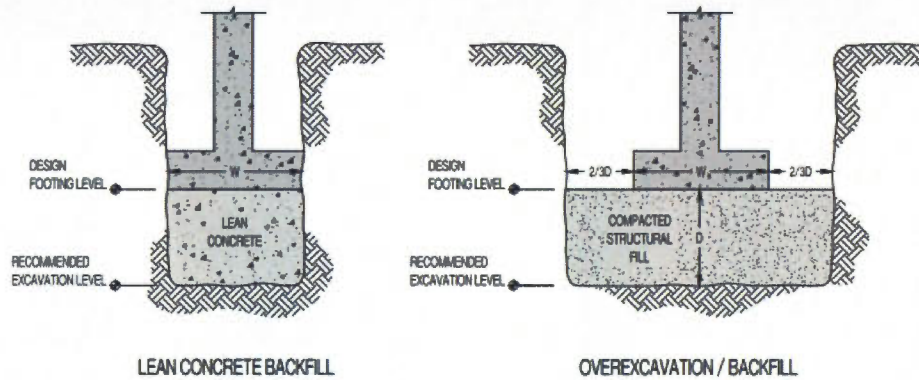 DESIGN
FOOTING LEVEL
W
LEAN
CONCRETE
RECOMMENDED
EXCAVATION LEVEL
LEAN CONCRETE BACKFILL
DESIGN
FOOTING LEVEL
2/3D
W
2/3D
COMPACTED
STRUCTURAL
FILL
D
RECOMMENDED
EXCAVATION LEVEL
OVEREXCAVATION / BACKFILL